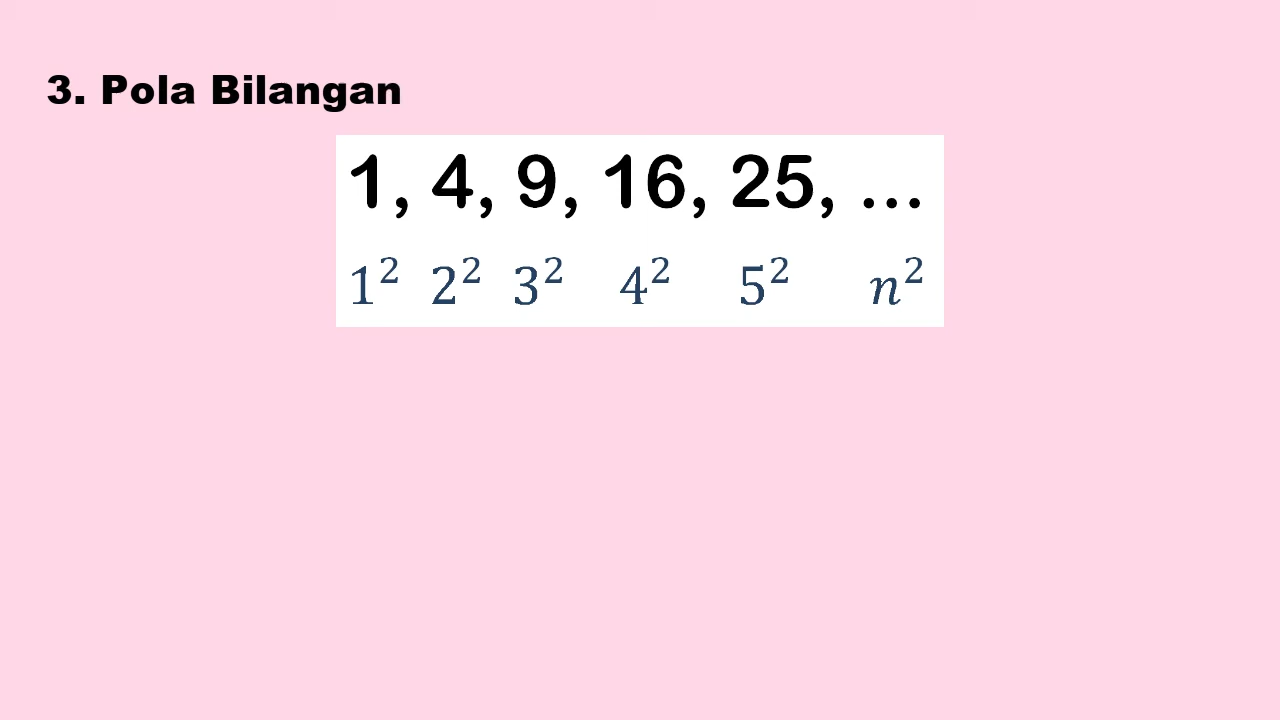 3. Pola Bilangan
1, 4, 9, 16, 25, ...
1² 2² 3² 4² 5² n²